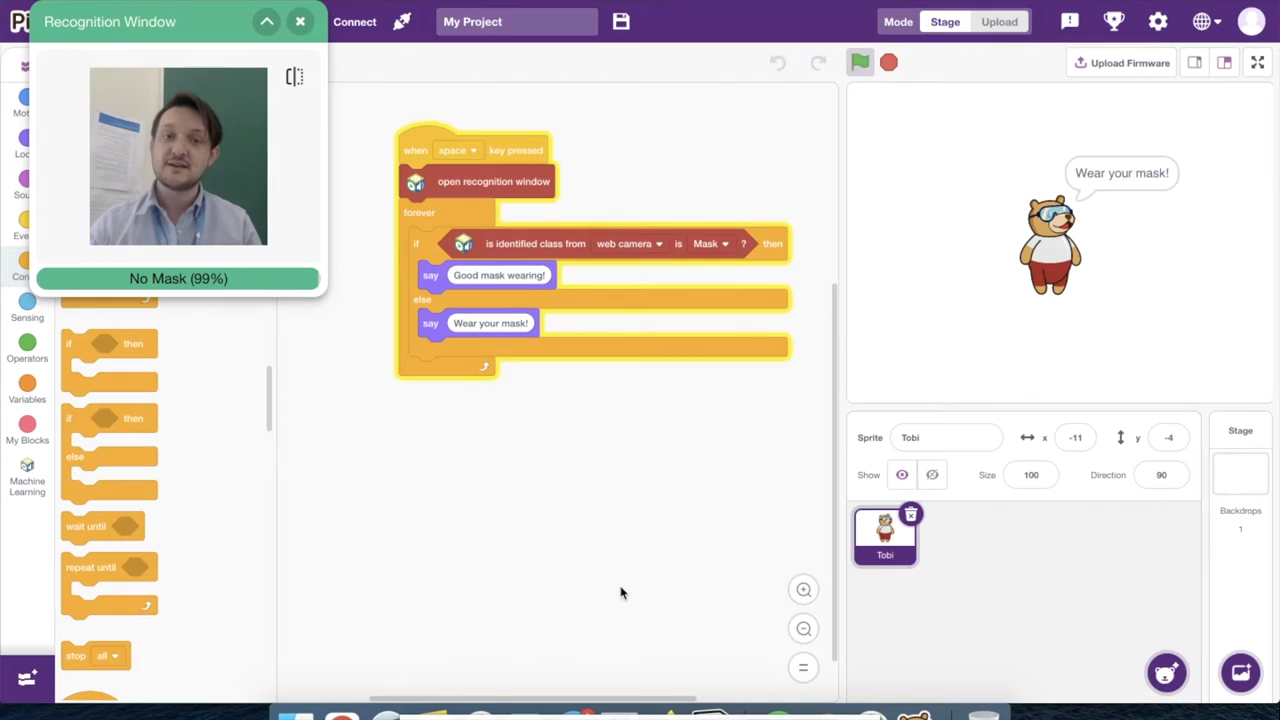 Pi
Connect
My Project
Mode
Stage
Upload
Recognition Window
No Mask (99%)
Upload Firmware
Sensing
Operators
Variables
My Blocks
Machine
Learning
if
then
if
then
else
wait until
repeat until
stop all
when space key pressed
open recognition window
forever
if is identified class from web camera is Mask ? then
say Good mask wearing!
else
say Wear your mask!
Wear your mask!
Sprite
Tobi
x
-11
y
-4
Show
Size
100
Direction
90
Tobi
Stage
Backdrops
1